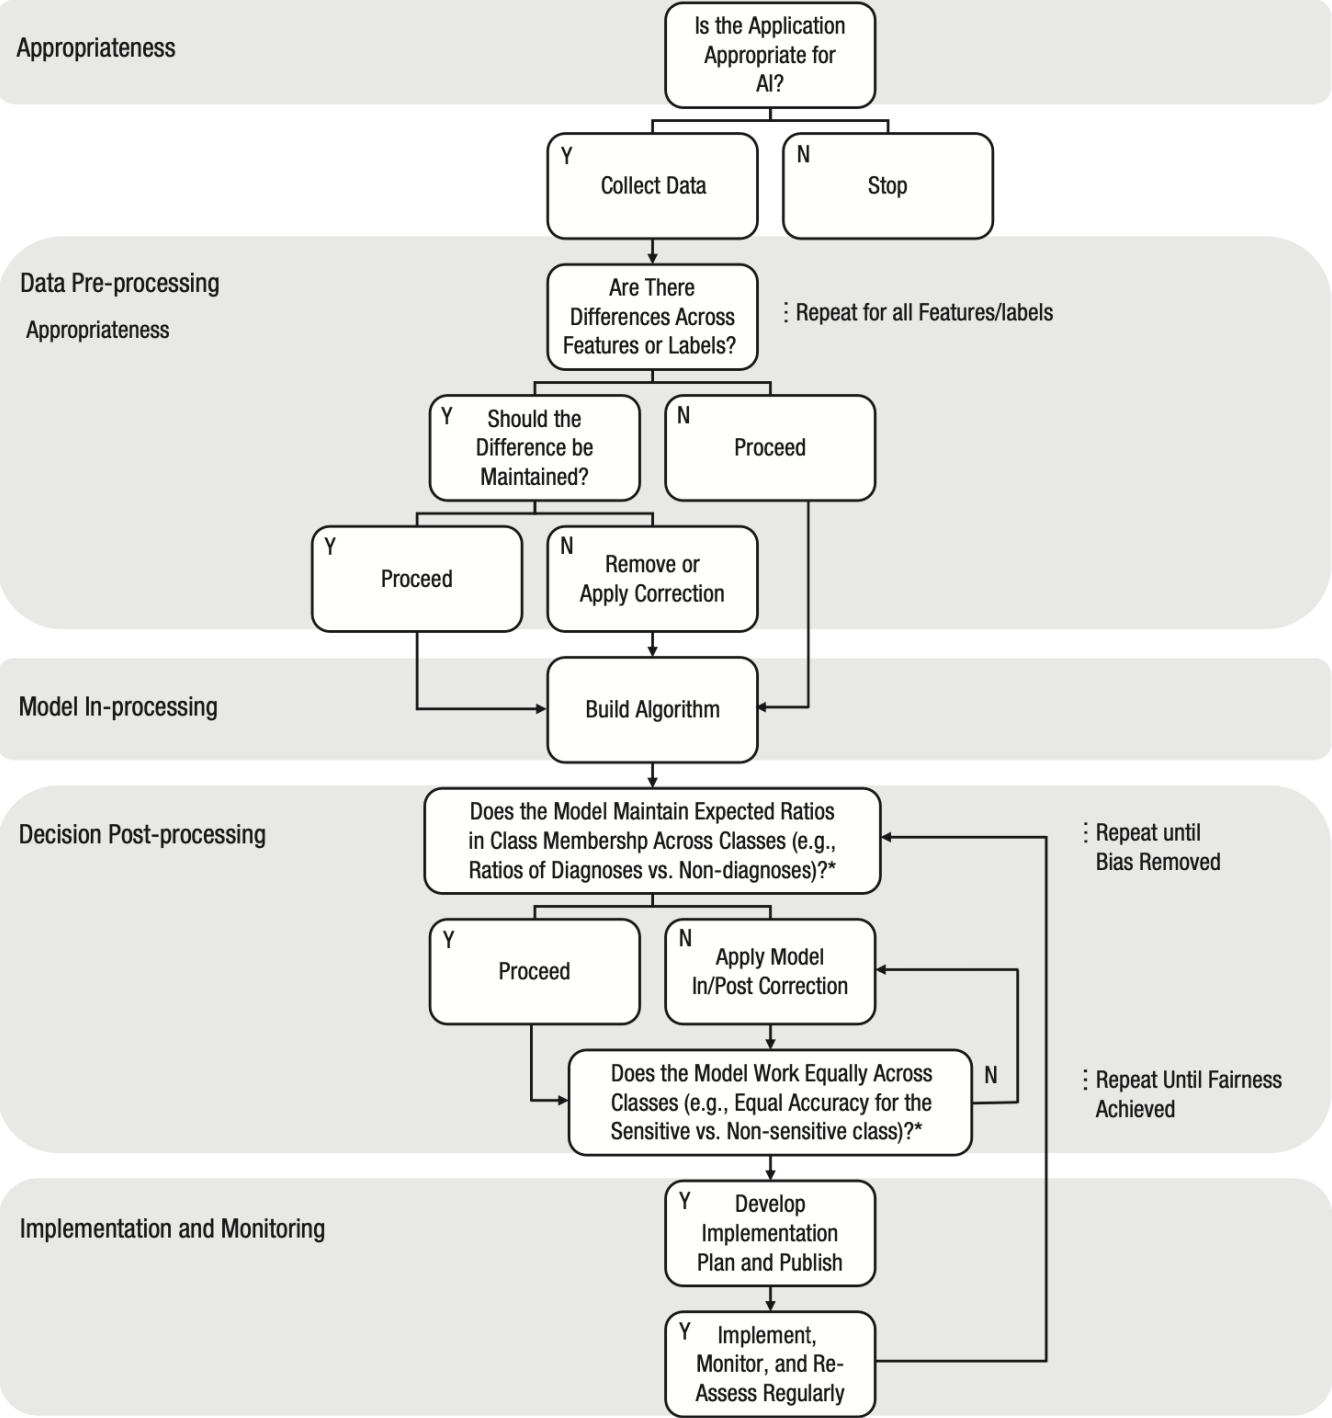 Appropriateness
Is the Application
Appropriate for
AI?
Y
Collect Data
N
Stop
Data Pre-processing
Appropriateness
Are There
Differences Across
Features or Labels?
⋮ Repeat for all Features/labels
Y
Should the
Difference be
Maintained?
N
Proceed
Y
Proceed
N
Remove or
Apply Correction
Model In-processing
Build Algorithm
Decision Post-processing
Does the Model Maintain Expected Ratios
in Class Membershp Across Classes (e.g.,
Ratios of Diagnoses vs. Non-diagnoses)?*
⋮ Repeat until
Bias Removed
Y
Proceed
N
Apply Model
In/Post Correction
Does the Model Work Equally Across
Classes (e.g., Equal Accuracy for the
Sensitive vs. Non-sensitive class)?*
N
⋮ Repeat Until Fairness
Achieved
Implementation and Monitoring
Y
Develop
Implementation
Plan and Publish
Y
Implement,
Monitor, and Re-
Assess Regularly